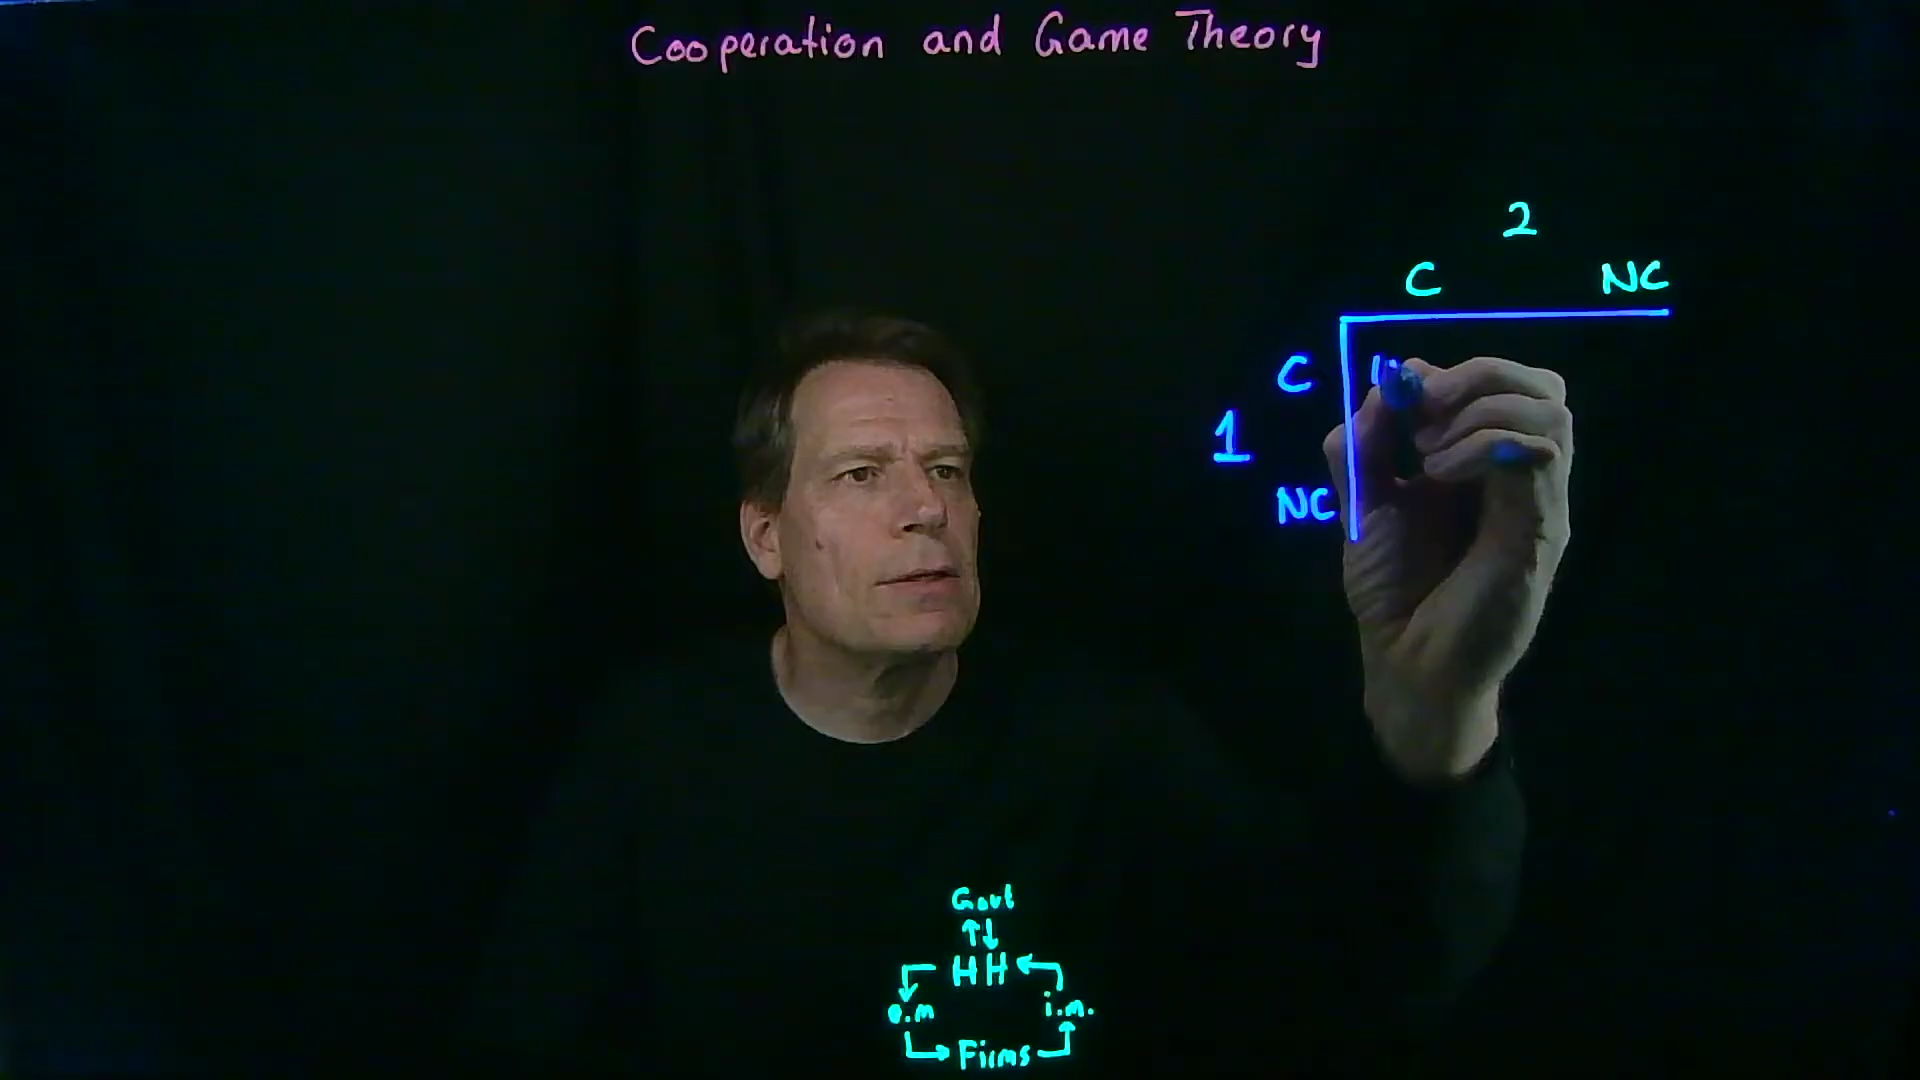 Cooperation and Game Theory
2
C NC
C
1
NC
Govt
HH
o.m i.m.
Firms